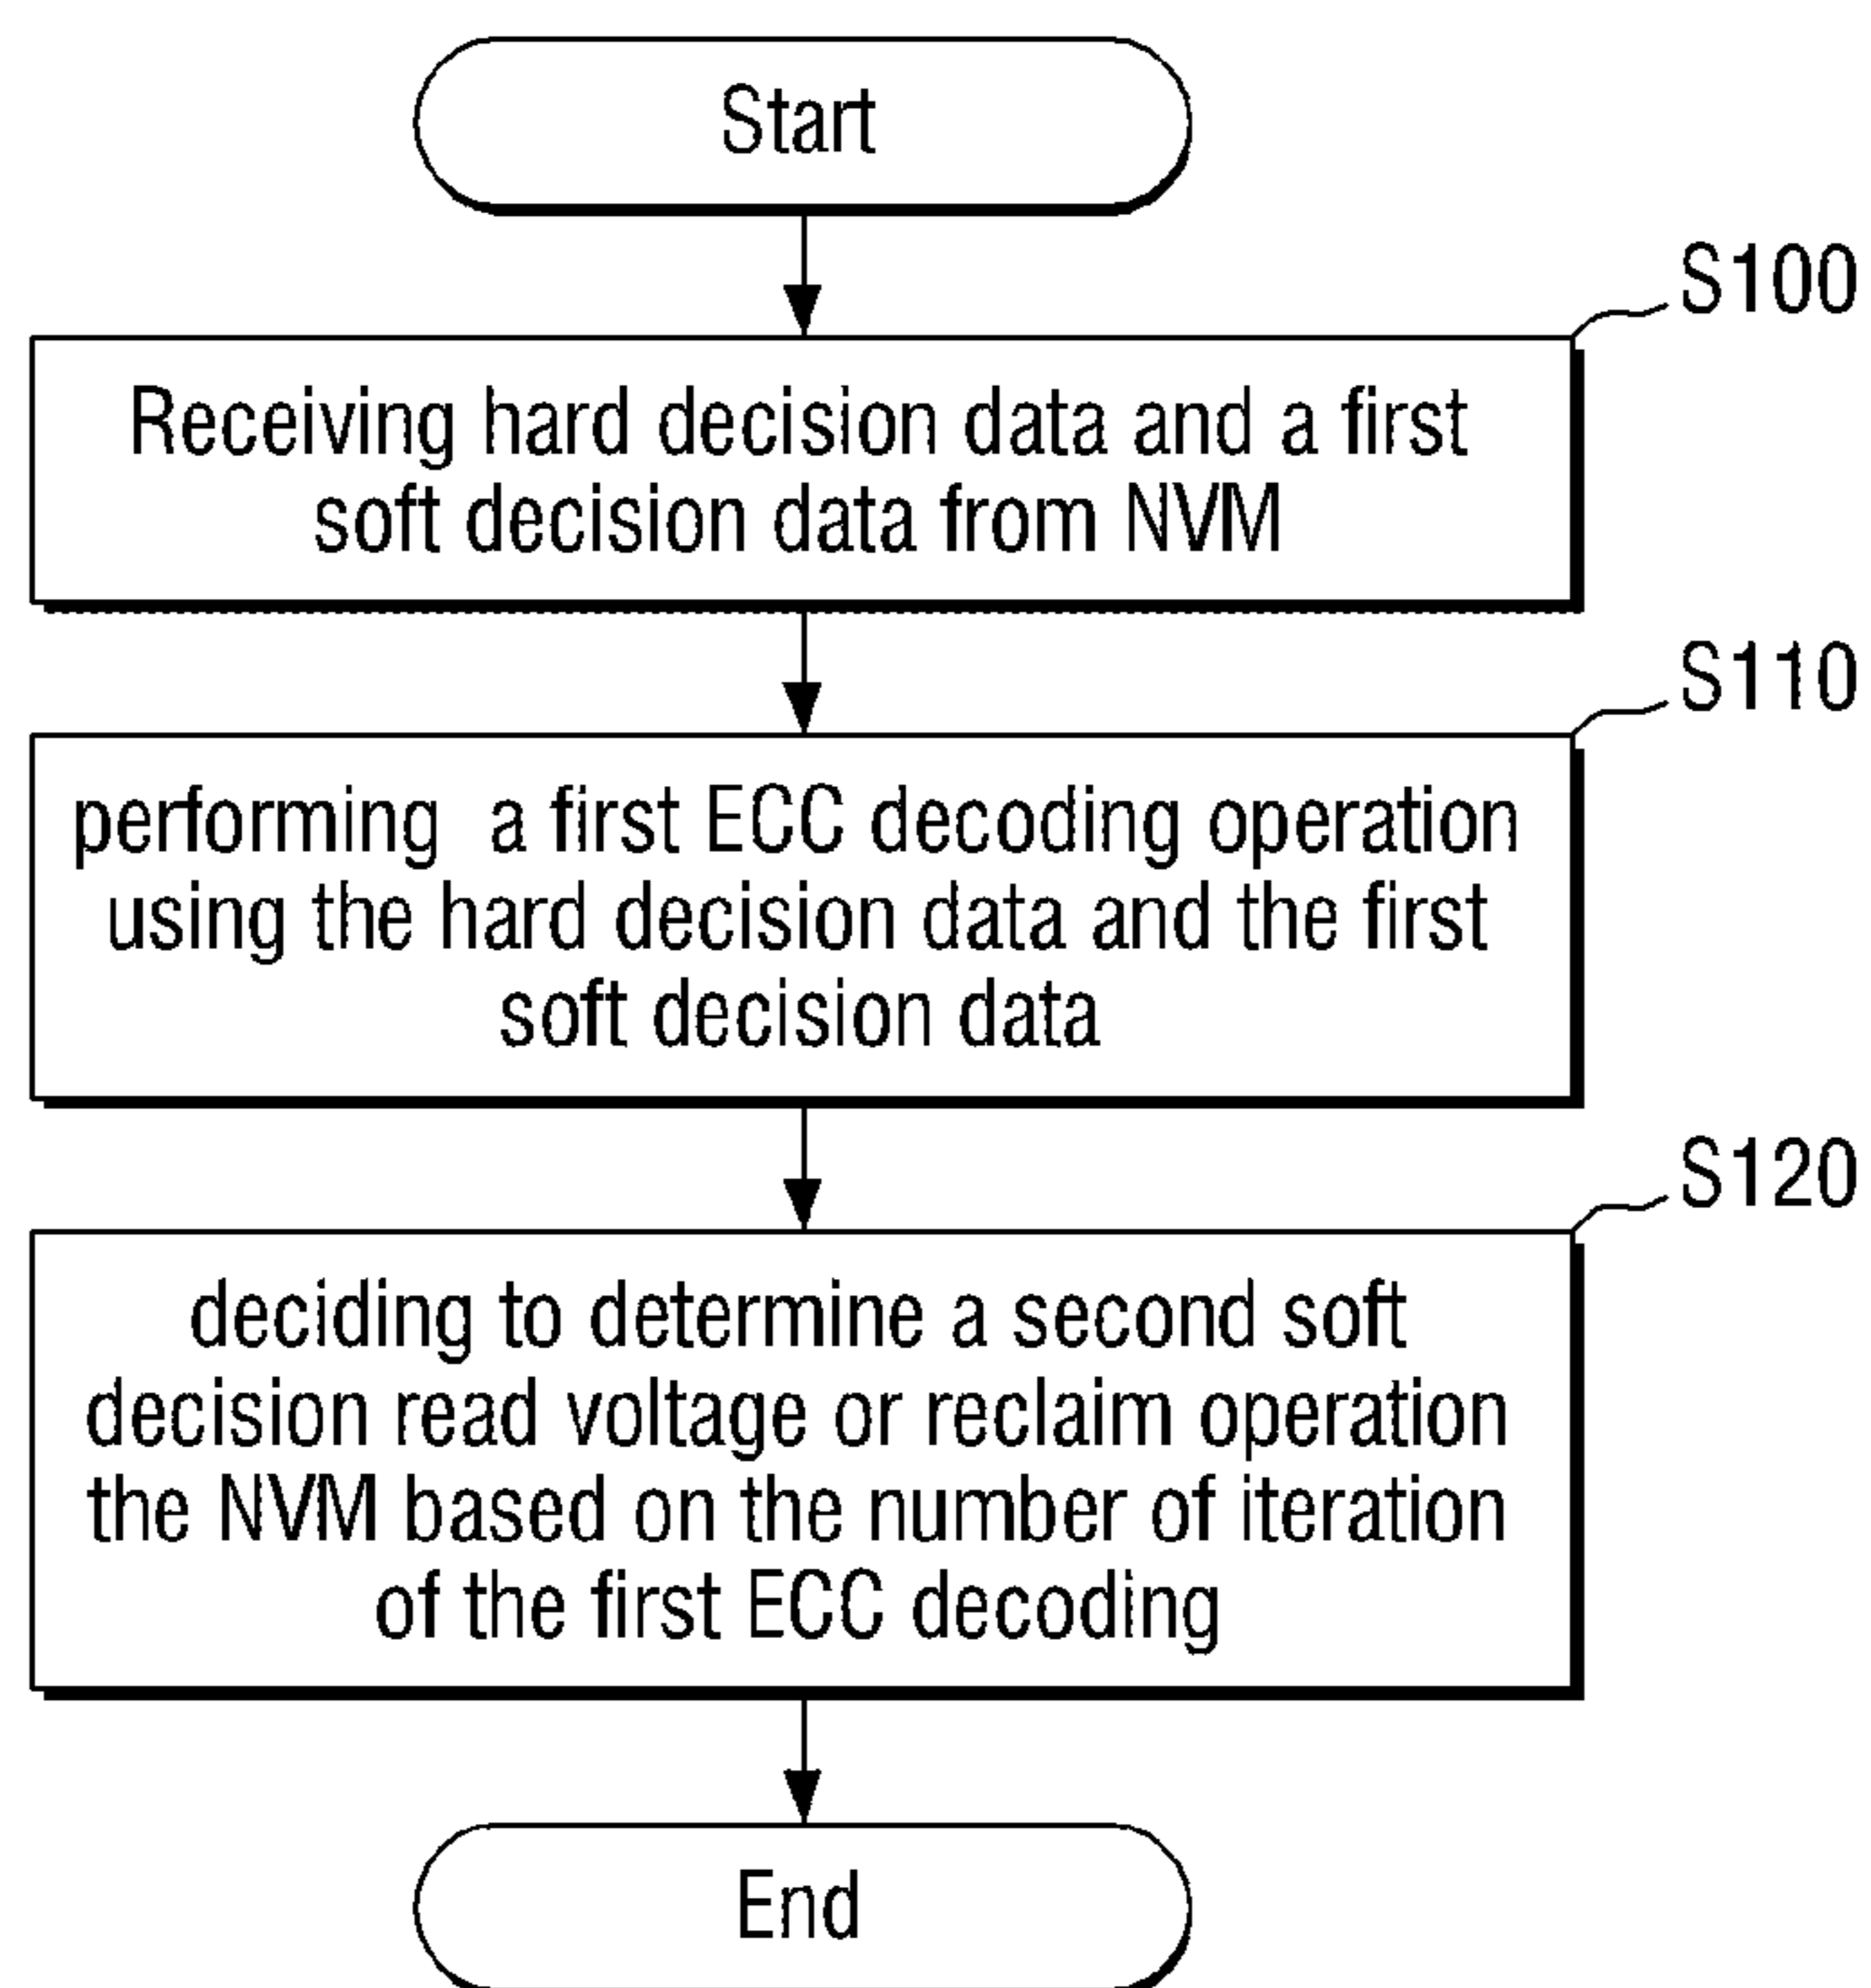 Start
S100
Receiving hard decision data and a first
soft decision data from NVM
S110
performing a first ECC decoding operation
using the hard decision data and the first
soft decision data
S120
deciding to determine a second soft
decision read voltage or reclaim operation
the NVM based on the number of iteration
of the first ECC decoding
End